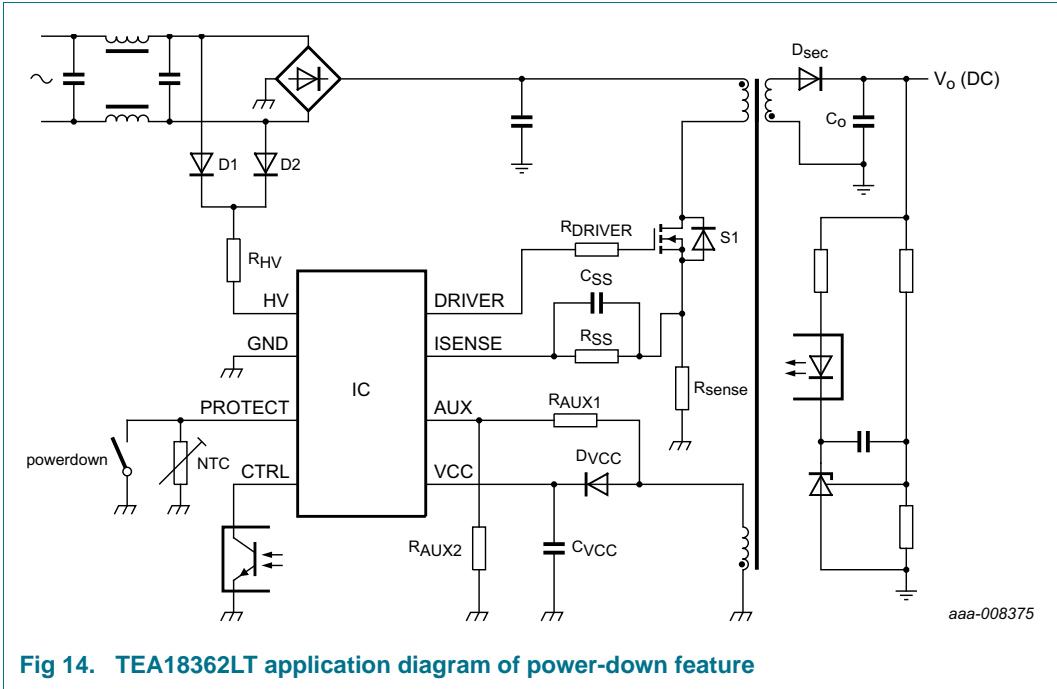 Dsec
Vo (DC)
Co
D1
D2
RDRIVER
S1
RHV
CSS
HV
DRIVER
GND
ISENSE
RSS
IC
Rsense
PROTECT
AUX
RAUX1
powerdown
NTC
DVCC
CTRL
VCC
RAUX2
CVCC
aaa-008375
Fig 14. TEA18362LT application diagram of power-down feature